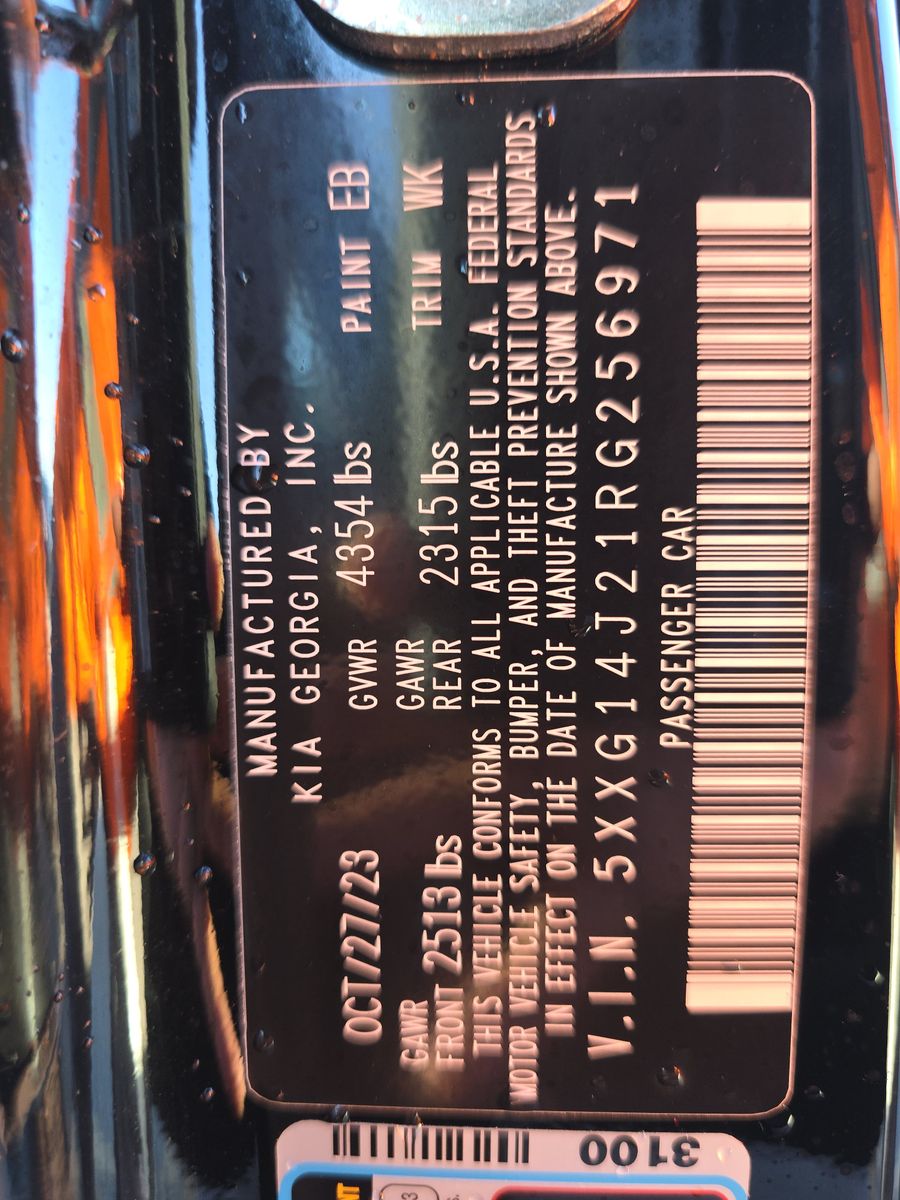 MANUFACTURED BY
KIA GEORGIA, INC.
OCT/27/23 GVWR 4354 lbs PAINT EB
GAWR FRONT 2513 lbs GAWR REAR 2315 lbs TRIM WK
THIS VEHICLE CONFORMS TO ALL APPLICABLE U.S.A. FEDERAL
MOTOR VEHICLE SAFETY, BUMPER, AND THEFT PREVENTION STANDARDS
IN EFFECT ON THE DATE OF MANUFACTURE SHOWN ABOVE.
V.I.N. 5XXG14J21RG256971
PASSENGER CAR
3100